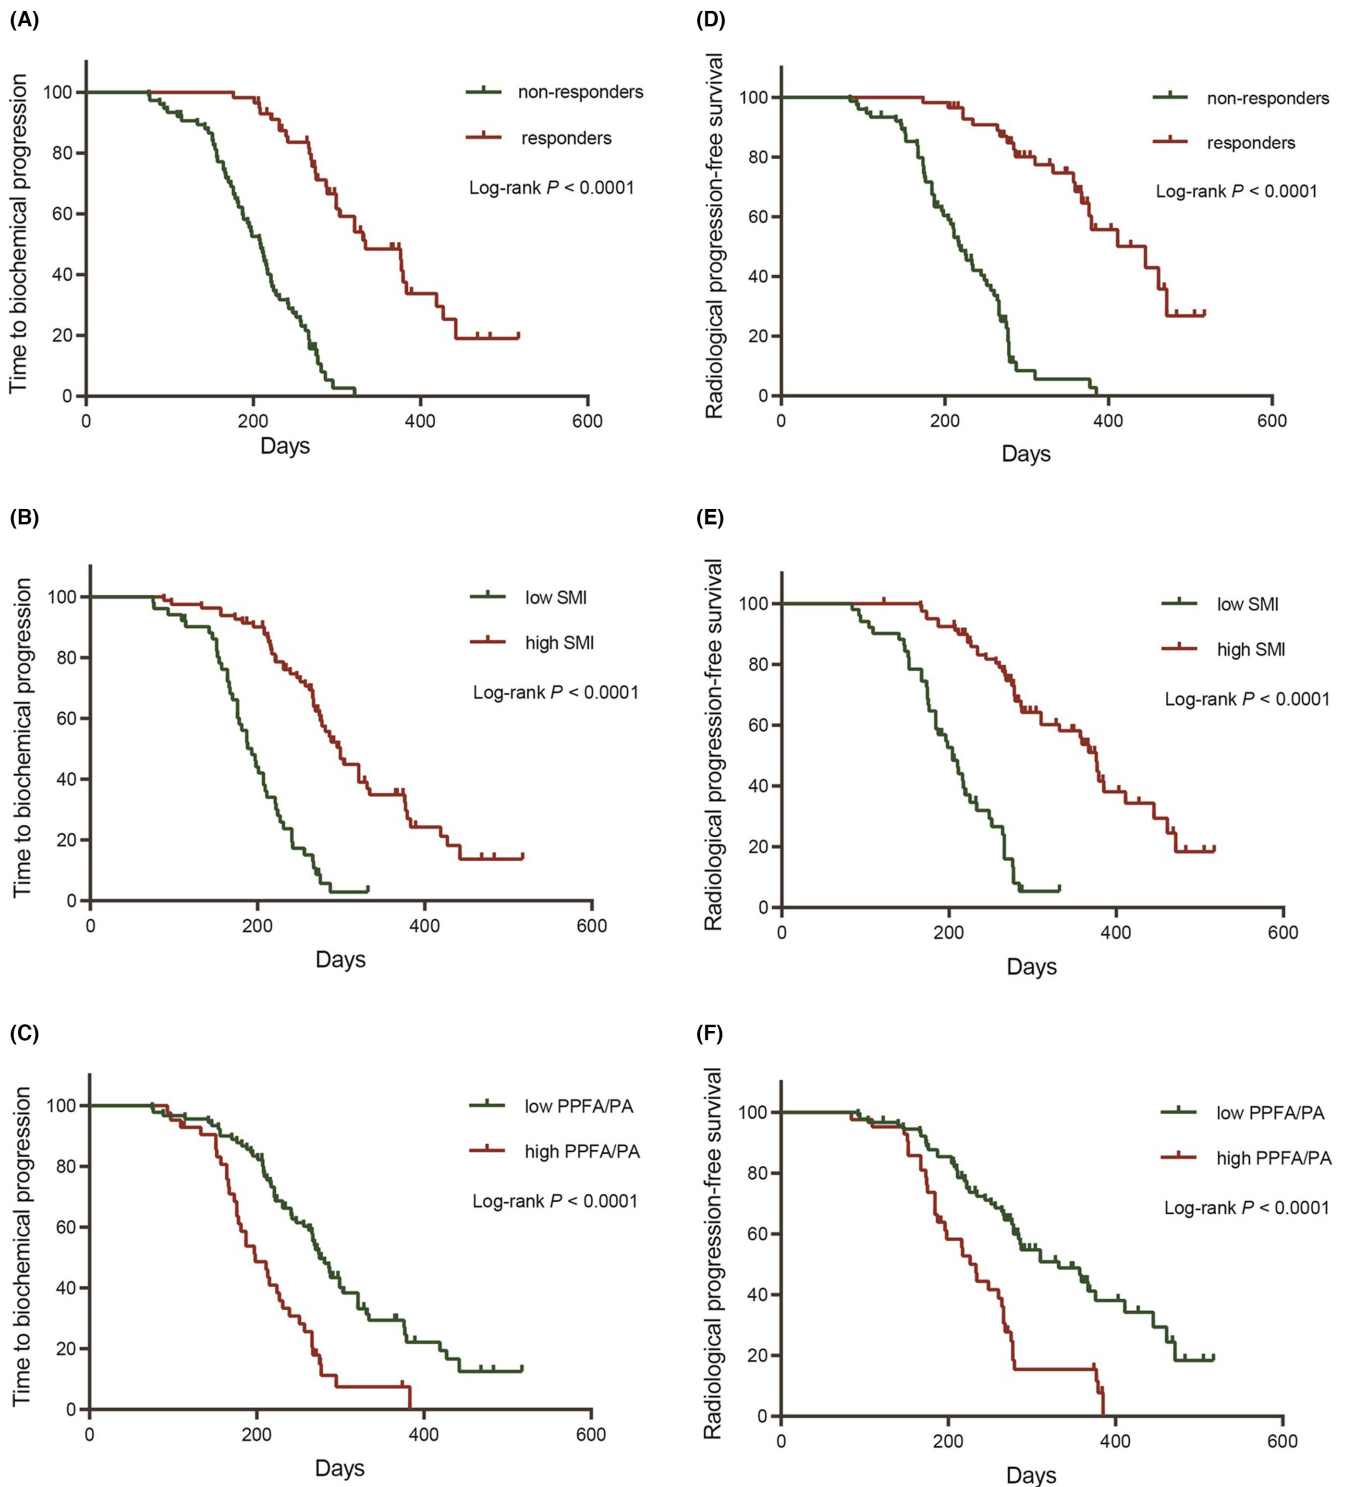 (A)
Time to biochemical progression
100
80
60
40
20
0
0
200
400
600
Days
non-responders
responders
Log-rank P < 0.0001
(D)
Radiological progression-free survival
100
80
60
40
20
0
0
200
400
600
Days
non-responders
responders
Log-rank P < 0.0001
(B)
Time to biochemical progression
100
80
60
40
20
0
0
200
400
600
Days
low SMI
high SMI
Log-rank P < 0.0001
(E)
Radiological progression-free survival
100
80
60
40
20
0
0
200
400
600
Days
low SMI
high SMI
Log-rank P < 0.0001
(C)
Time to biochemical progression
100
80
60
40
20
0
0
200
400
600
Days
low PPFA/PA
high PPFA/PA
Log-rank P < 0.0001
(F)
Radiological progression-free survival
100
80
60
40
20
0
0
200
400
600
Days
low PPFA/PA
high PPFA/PA
Log-rank P < 0.0001